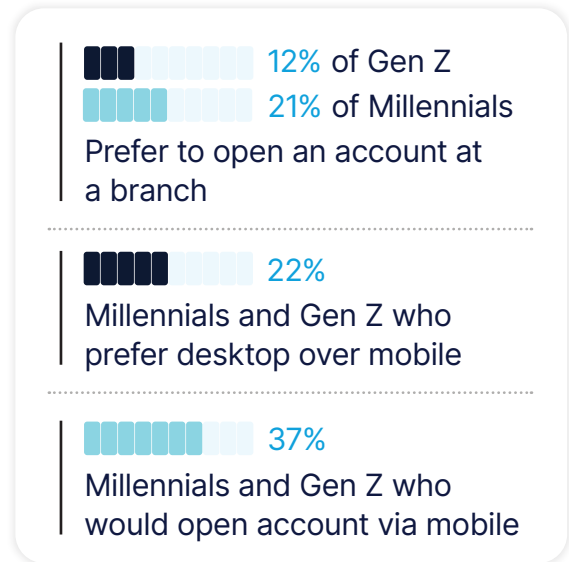 12% of Gen Z
21% of Millennials
Prefer to open an account at
a branch
22%
Millennials and Gen Z who
prefer desktop over mobile
37%
Millennials and Gen Z who
would open account via mobile